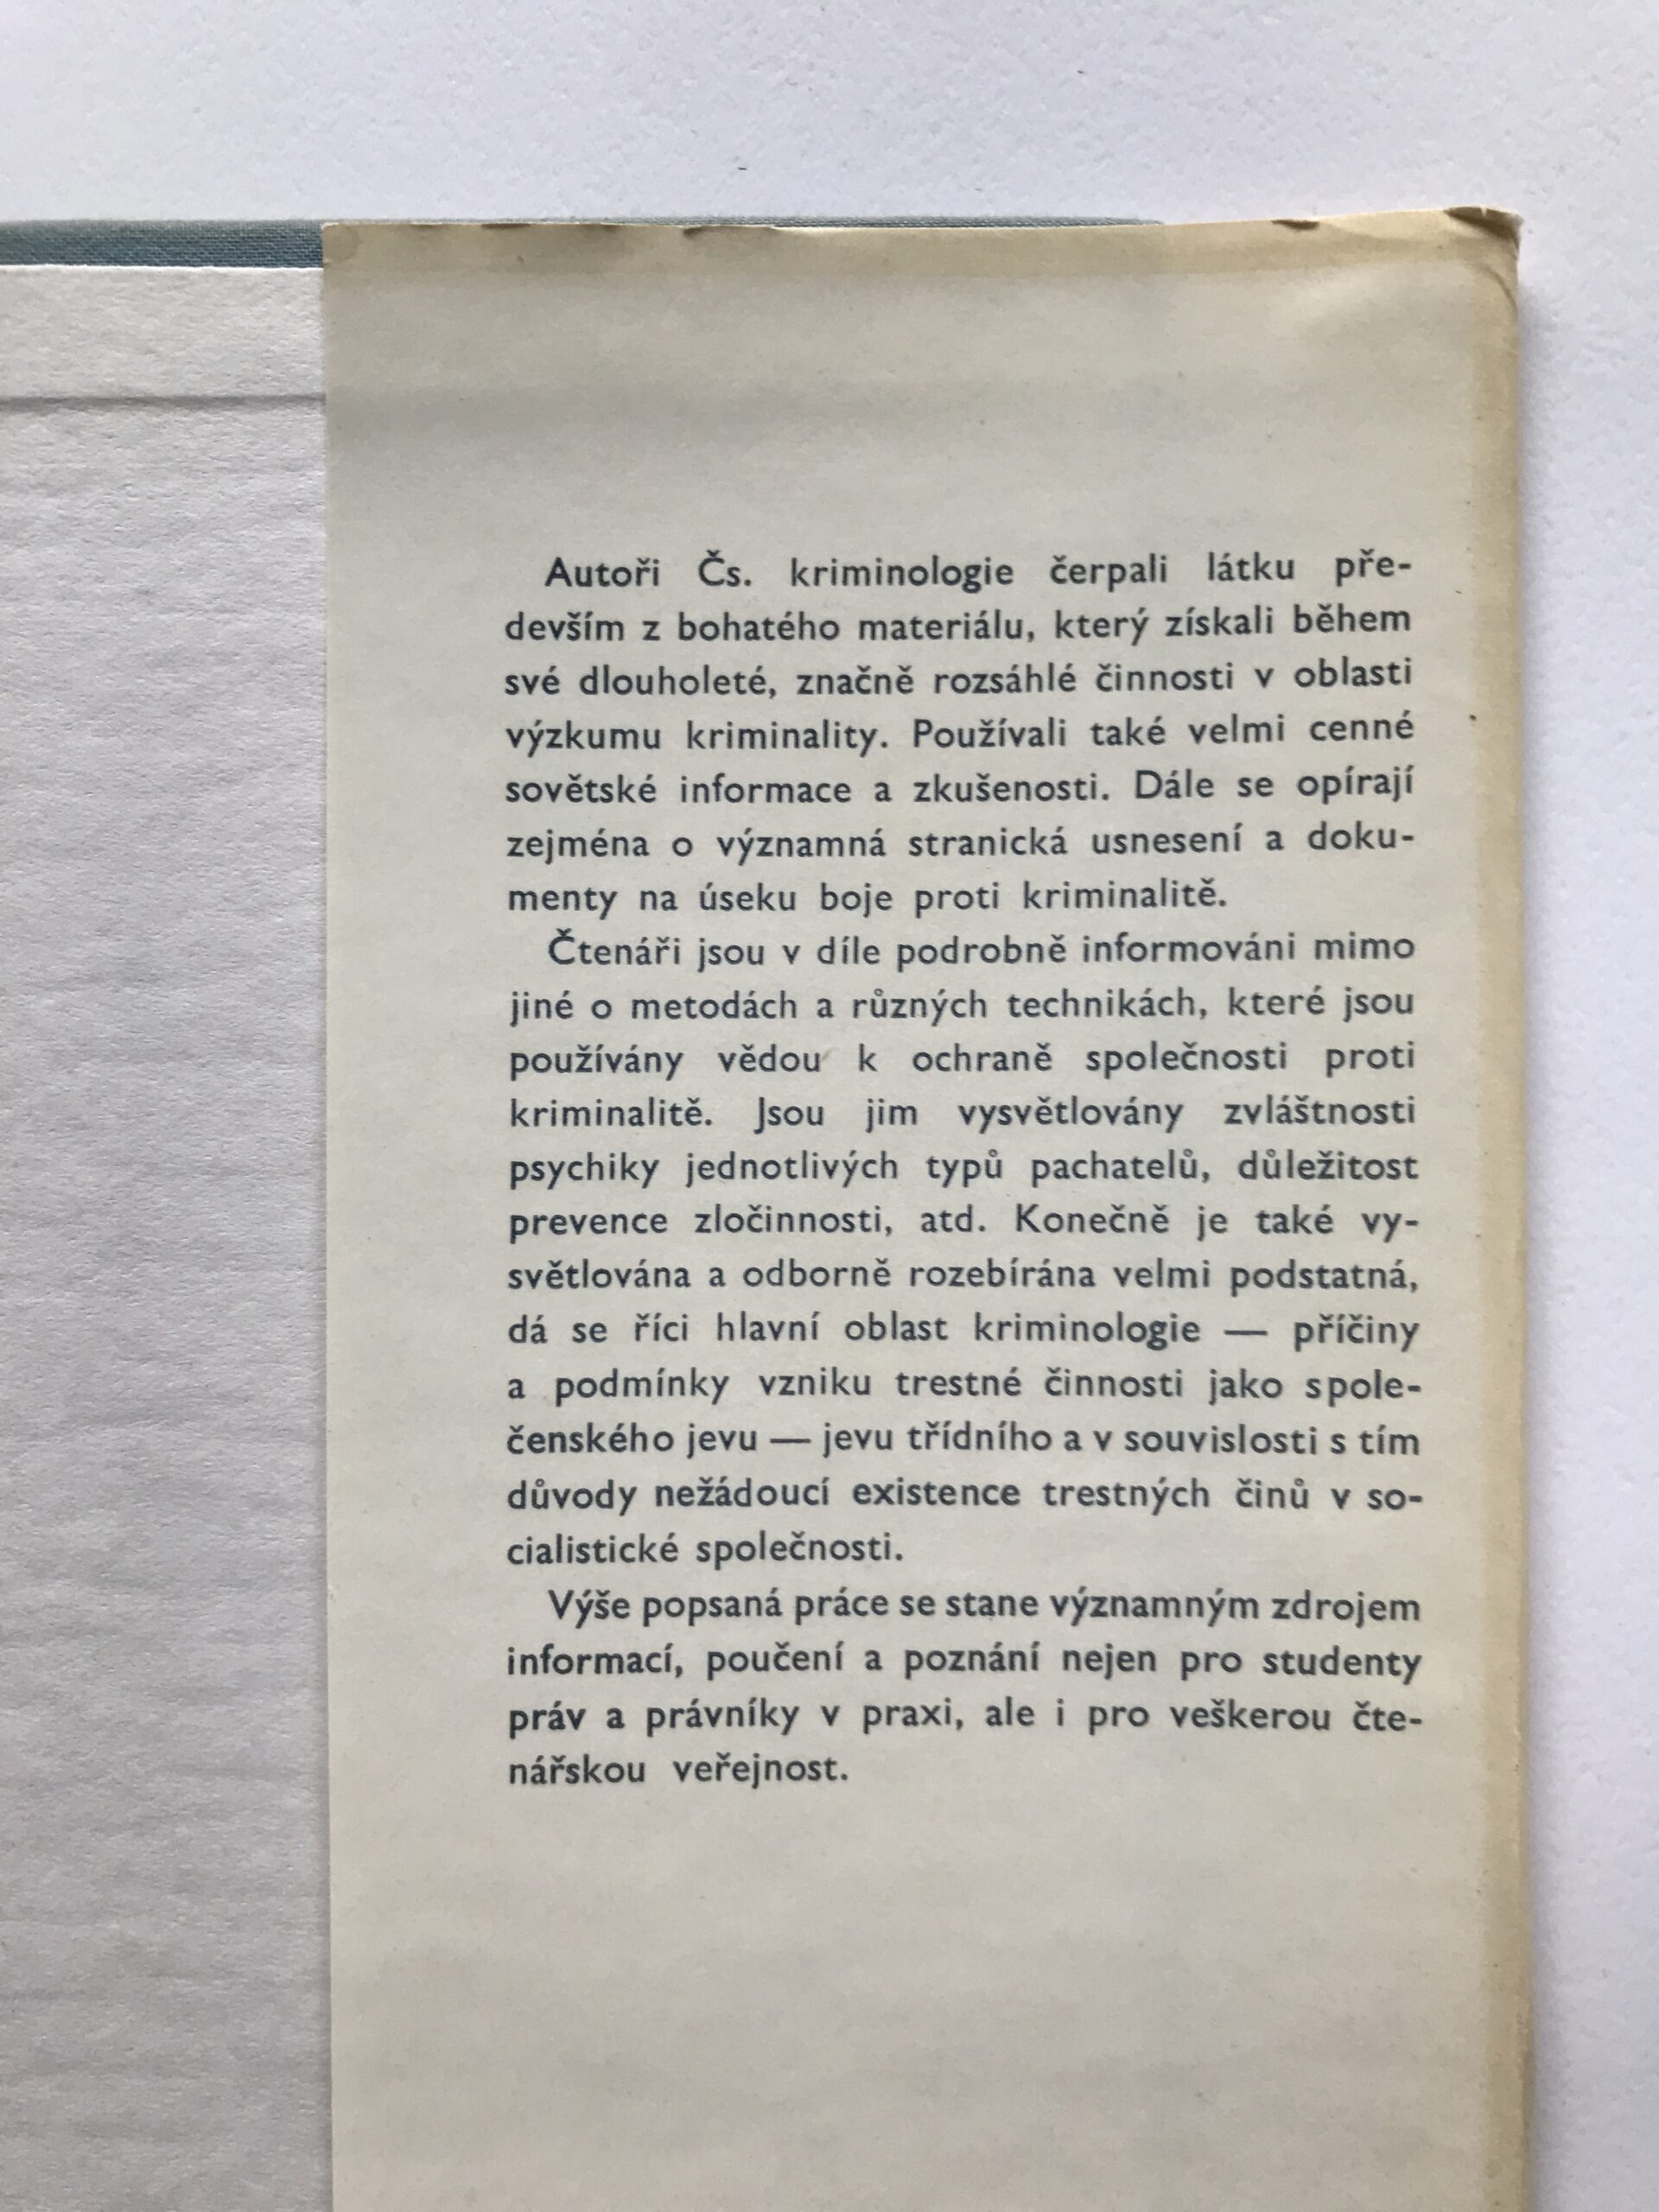 Autoři Čs. kriminologie čerpali látku pře-
devším z bohatého materiálu, který získali během
své dlouholeté, značně rozsáhlé činnosti v oblasti
výzkumu kriminality. Používali také velmi cenné
sovětské informace a zkušenosti. Dále se opírají
zejména o významná stranická usnesení a doku-
menty na úseku boje proti kriminalitě.
Čtenáři jsou v díle podrobně informováni mimo
jiné o metodách a různých technikách, které jsou
používány vědou k ochraně společnosti proti
kriminalitě. Jsou jim vysvětlovány zvláštnosti
psychiky jednotlivých typů pachatelů, důležitost
prevence zločinnosti, atd. Konečně je také vy-
světlována a odborně rozebírána velmi podstatná,
dá se říci hlavní oblast kriminologie — příčiny
a podmínky vzniku trestné činnosti jako spole-
čenského jevu — jevu třídního a v souvislosti s tím
důvody nežádoucí existence trestných činů v so-
cialistické společnosti.
Výše popsaná práce se stane významným zdrojem
informací, poučení a poznání nejen pro studenty
práv a právníky v praxi, ale i pro veškerou čte-
nářskou veřejnost.